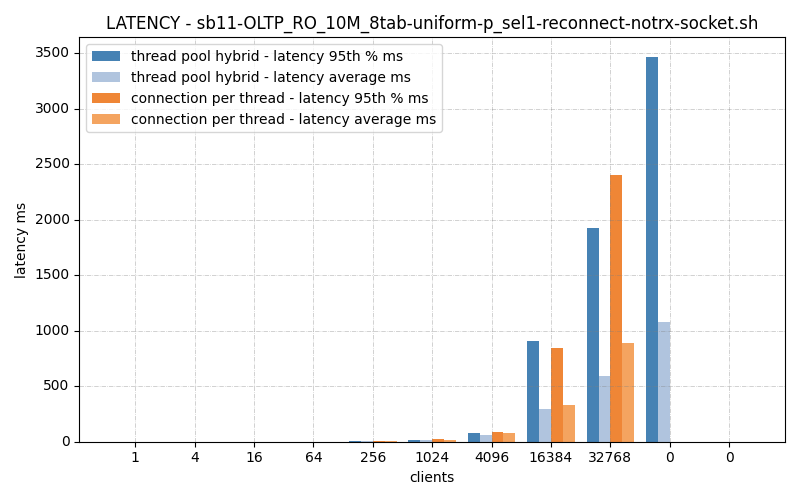 LATENCY - sb11-OLTP_RO_10M_8tab-uniform-p_sel1-reconnect-notrx-socket.sh
thread pool hybrid - latency 95th % ms
thread pool hybrid - latency average ms
connection per thread - latency 95th % ms
connection per thread - latency average ms
3500
3000
2500
2000
1500
1000
500
0
latency ms
1 4 16 64 256 1024 4096 16384 32768 0 0
clients